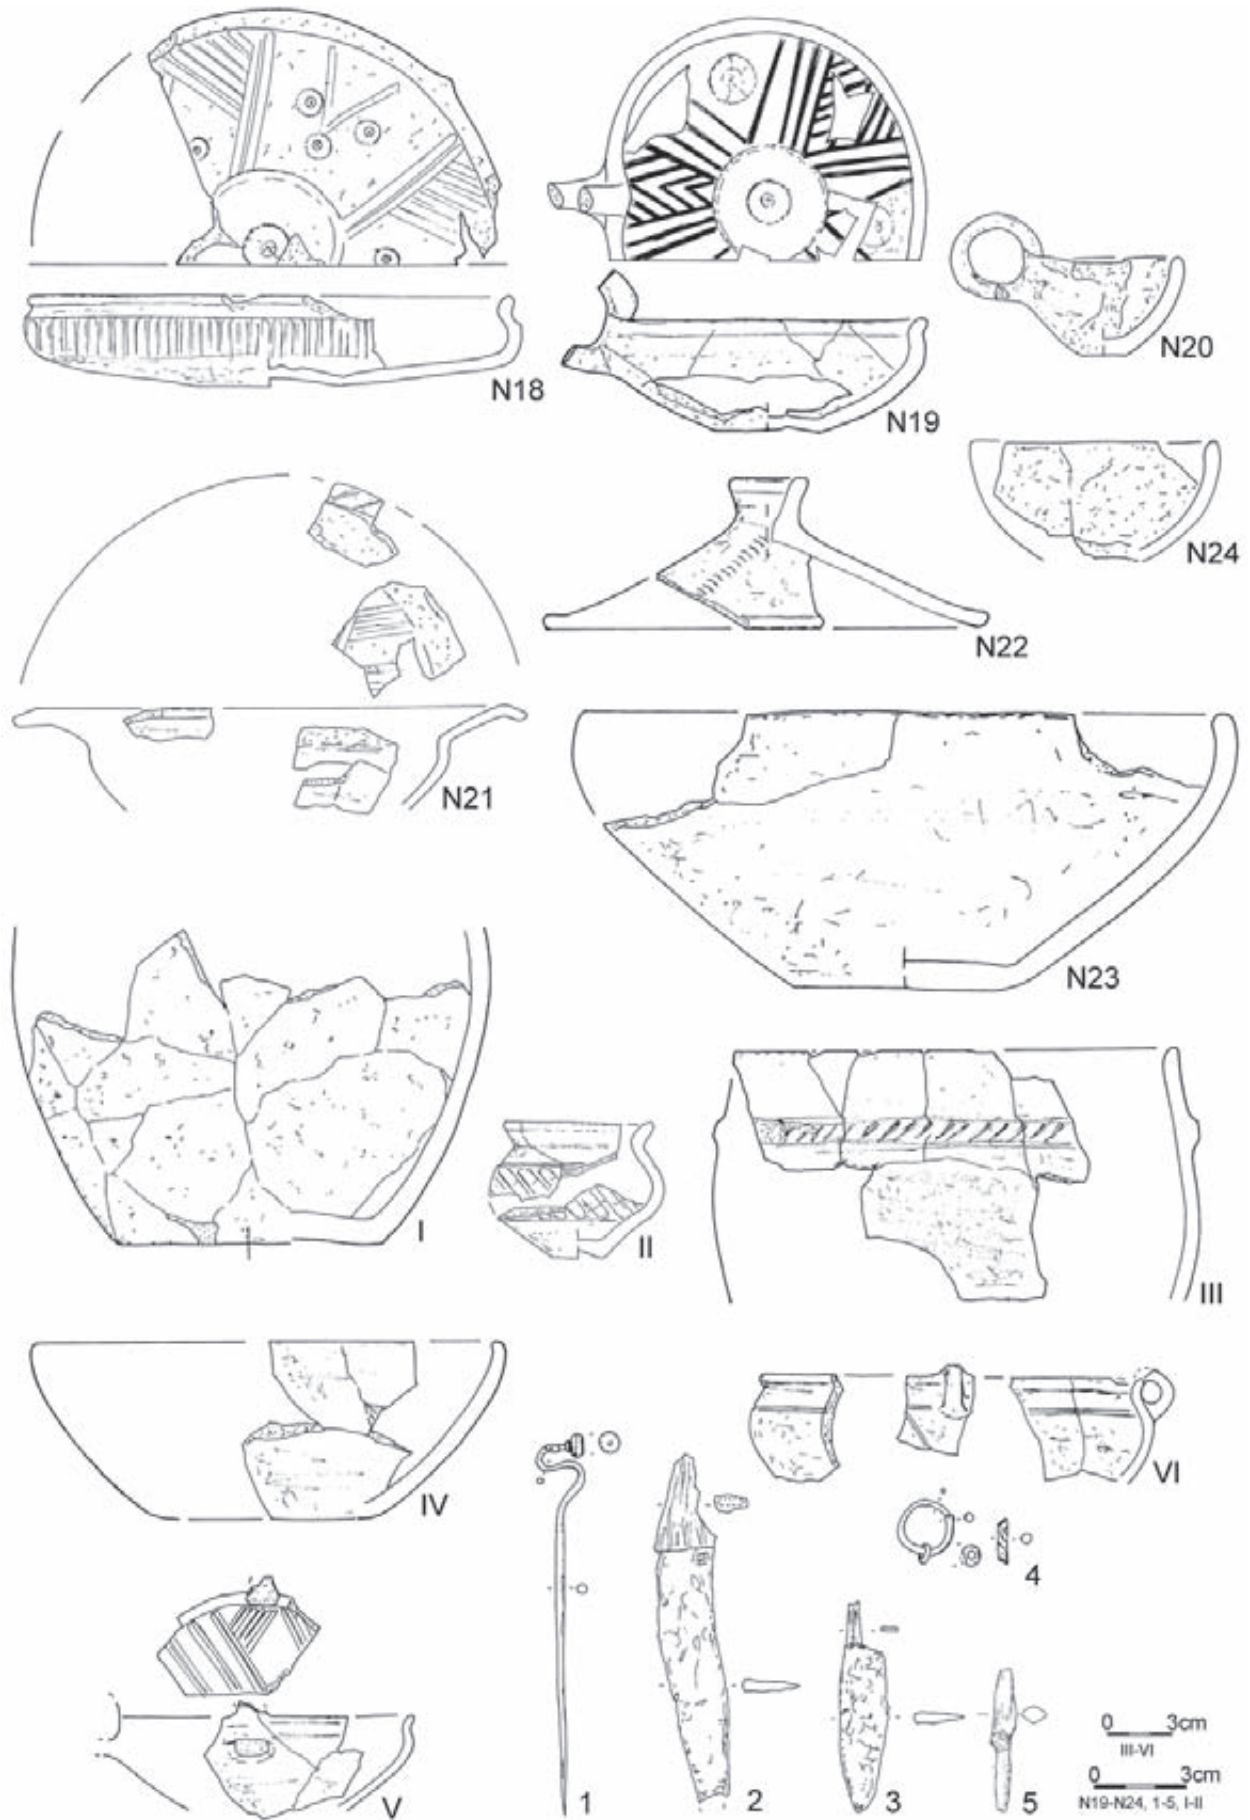 N18
N19
N20
N24
N22
N21
N23
I
II
III
IV
VI
4
V
1
2
3
5
0 3cm
III-VI
0 3cm
N19-N24, 1-5, I-II